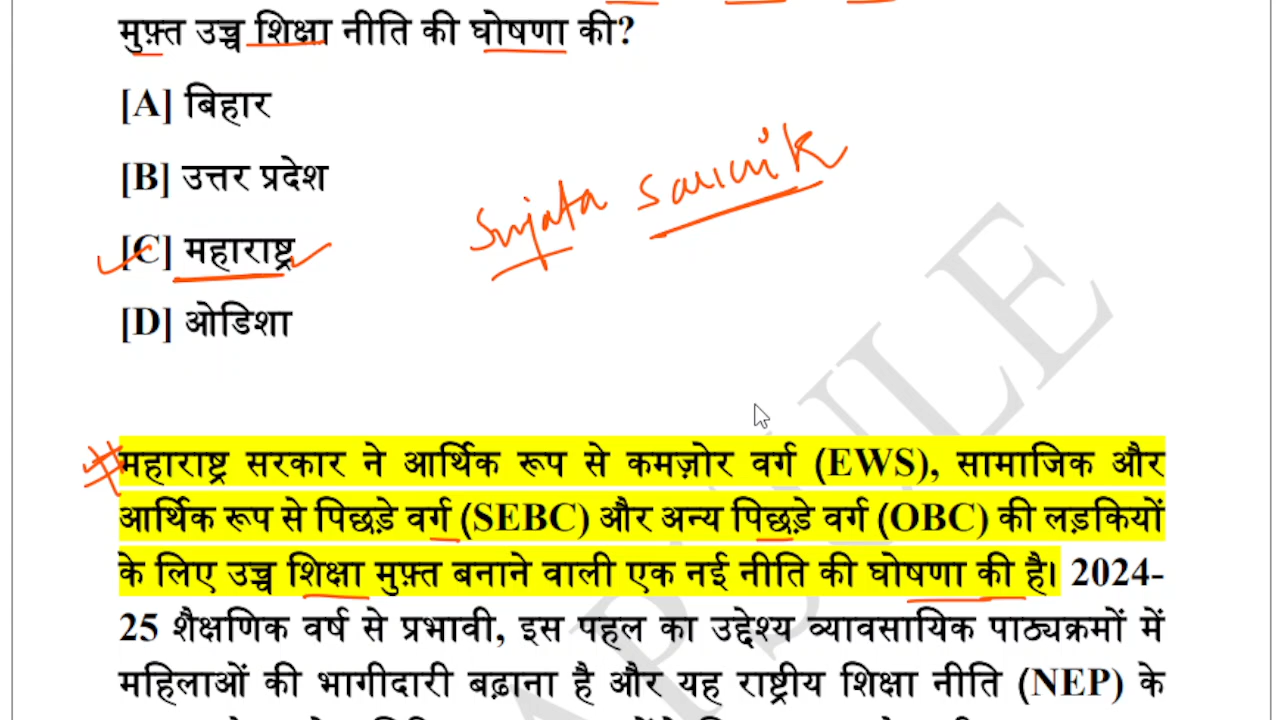 मुफ़्त उच्च शिक्षा नीति की घोषणा की?
[A] बिहार
[B] उत्तर प्रदेश
Sujata Saunik
[C] महाराष्ट्र
[D] ओडिशा
महाराष्ट्र सरकार ने आर्थिक रूप से कमज़ोर वर्ग (EWS), सामाजिक और
आर्थिक रूप से पिछड़े वर्ग (SEBC) और अन्य पिछड़े वर्ग (OBC) की लड़कियों
के लिए उच्च शिक्षा मुफ़्त बनाने वाली एक नई नीति की घोषणा की है। 2024-
25 शैक्षणिक वर्ष से प्रभावी, इस पहल का उद्देश्य व्यावसायिक पाठ्यक्रमों में
महिलाओं की भागीदारी बढ़ाना है और यह राष्ट्रीय शिक्षा नीति (NEP) के